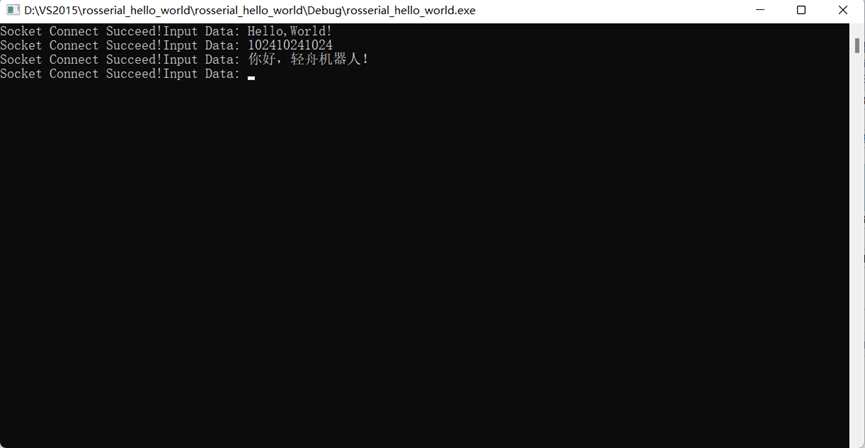 D:\VS2015\rosserial_hello_world\rosserial_hello_world\Debug\rosserial_hello_world.exe
Socket Connect Succeed!Input Data: Hello,World!
Socket Connect Succeed!Input Data: 102410241024
Socket Connect Succeed!Input Data: 你好，轻舟机器人！
Socket Connect Succeed!Input Data: